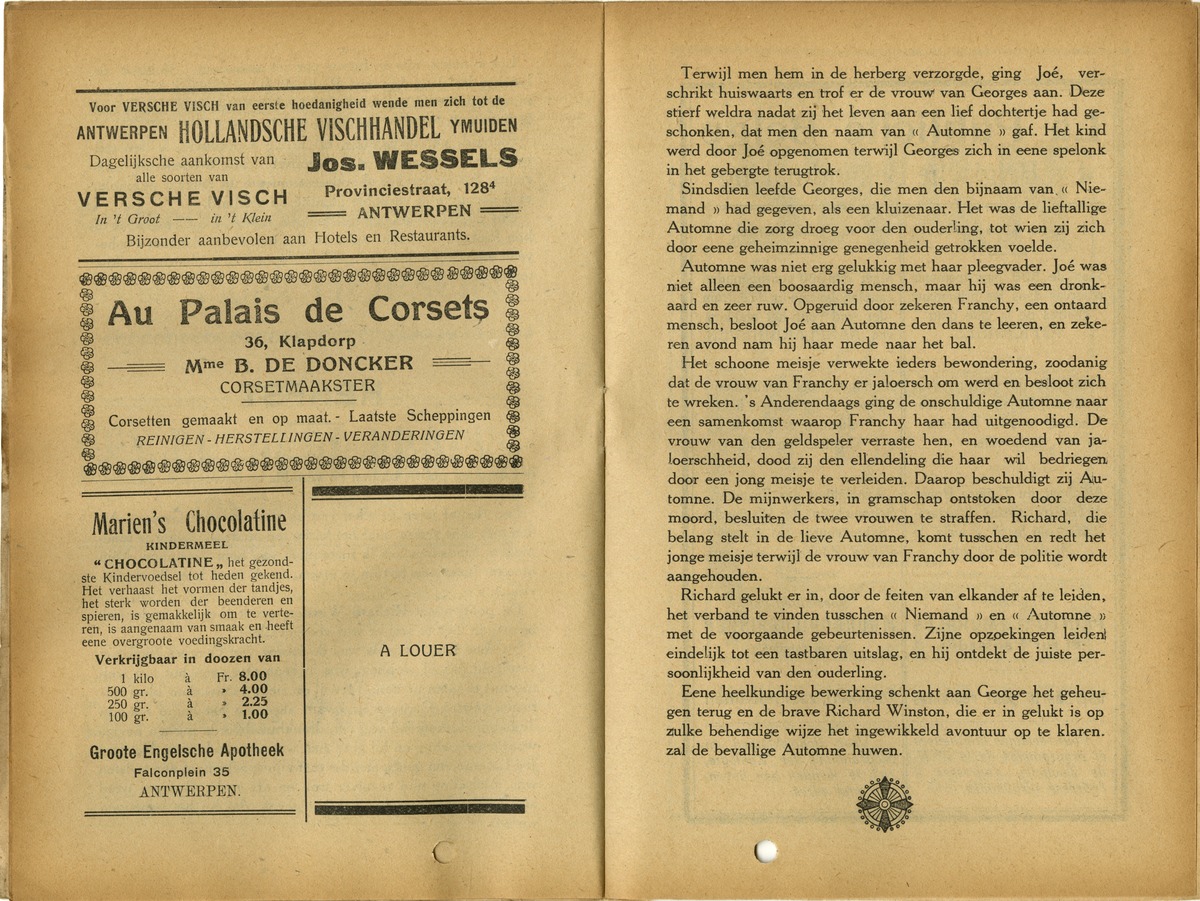 Voor VERSCHE VISCH van eerste hoedanigheid wende men zich tot de
ANTWERPEN HOLLANDSCHE VISCHHANDEL YMUIDEN
Dagelijksche aankomst van
alle soorten van
VERSCHE VISCH
In 't Groot —— in 't Klein
Jos. WESSELS
Provinciestraat, 128⁴
ANTWERPEN
Bijzonder aanbevolen aan Hotels en Restaurants.
Au Palais de Corsets
36, Klapdorp
Mme B. DE DONCKER
CORSETMAAKSTER
Corsetten gemaakt en op maat. - Laatste Scheppingen
REINIGEN - HERSTELLINGEN - VERANDERINGEN
Marien's Chocolatine
KINDERMEEL
“ CHOCOLATINE „ het gezond-
ste Kindervoedsel tot heden gekend.
Het verhaast het vormen der tandjes,
het sterk worden der beenderen en
spieren, is gemakkelijk om te verte-
ren, is aangenaam van smaak en heeft
eene overgroote voedingskracht.
Verkrijgbaar in doozen van
1 kilo à Fr. 8.00
500 gr. à » 4.00
250 gr. à » 2.25
100 gr. à » 1.00
Groote Engelsche Apotheek
Falconplein 35
ANTWERPEN.
A LOUER
Terwijl men hem in de herberg verzorgde, ging Joé, ver-
schrikt huiswaarts en trof er de vrouw van Georges aan. Deze
stierf weldra nadat zij het leven aan een lief dochtertje had ge-
schonken, dat men den naam van « Automne » gaf. Het kind
werd door Joé opgenomen terwijl Georges zich in eene spelonk
in het gebergte terugtrok.
Sindsdien leefde Georges, die men den bijnaam van « Nie-
mand » had gegeven, als een kluizenaar. Het was de lieftallige
Automne die zorg droeg voor den ouderling, tot wien zij zich
door eene geheimzinnige genegenheid getrokken voelde.
Automne was niet erg gelukkig met haar pleegvader. Joé was
niet alleen een boosaardig mensch, maar hij was een dronk-
aard en zeer ruw. Opgeruid door zekeren Franchy, een ontaard
mensch, besloot Joé aan Automne den dans te leeren, en zeke-
ren avond nam hij haar mede naar het bal.
Het schoone meisje verwekte ieders bewondering, zoodanig
dat de vrouw van Franchy er jaloersch om werd en besloot zich
te wreken. 's Anderendaags ging de onschuldige Automne naar
een samenkomst waarop Franchy haar had uitgenoodigd. De
vrouw van den geldspeler verraste hen, en woedend van ja-
loerschheid, dood zij den ellendeling die haar wil bedriegen
door een jong meisje te verleiden. Daarop beschuldigt zij Au-
tomne. De mijnwerkers, in gramschap ontstoken door deze
moord, besluiten de twee vrouwen te straffen. Richard, die
belang stelt in de lieve Automne, komt tusschen en redt het
jonge meisje terwijl de vrouw van Franchy door de politie wordt
aangehouden.
Richard gelukt er in, door de feiten van elkander af te leiden,
het verband te vinden tusschen « Niemand » en « Automne »
met de voorgaande gebeurtenissen. Zijne opzoekingen leiden
eindelijk tot een tastbaren uitslag, en hij ontdekt de juiste per-
soonlijkheid van den ouderling.
Eene heelkundige bewerking schenkt aan George het geheu-
gen terug en de brave Richard Winston, die er in gelukt is op
zulke behendige wijze het ingewikkeld avontuur op te klaren.
zal de bevallige Automne huwen.